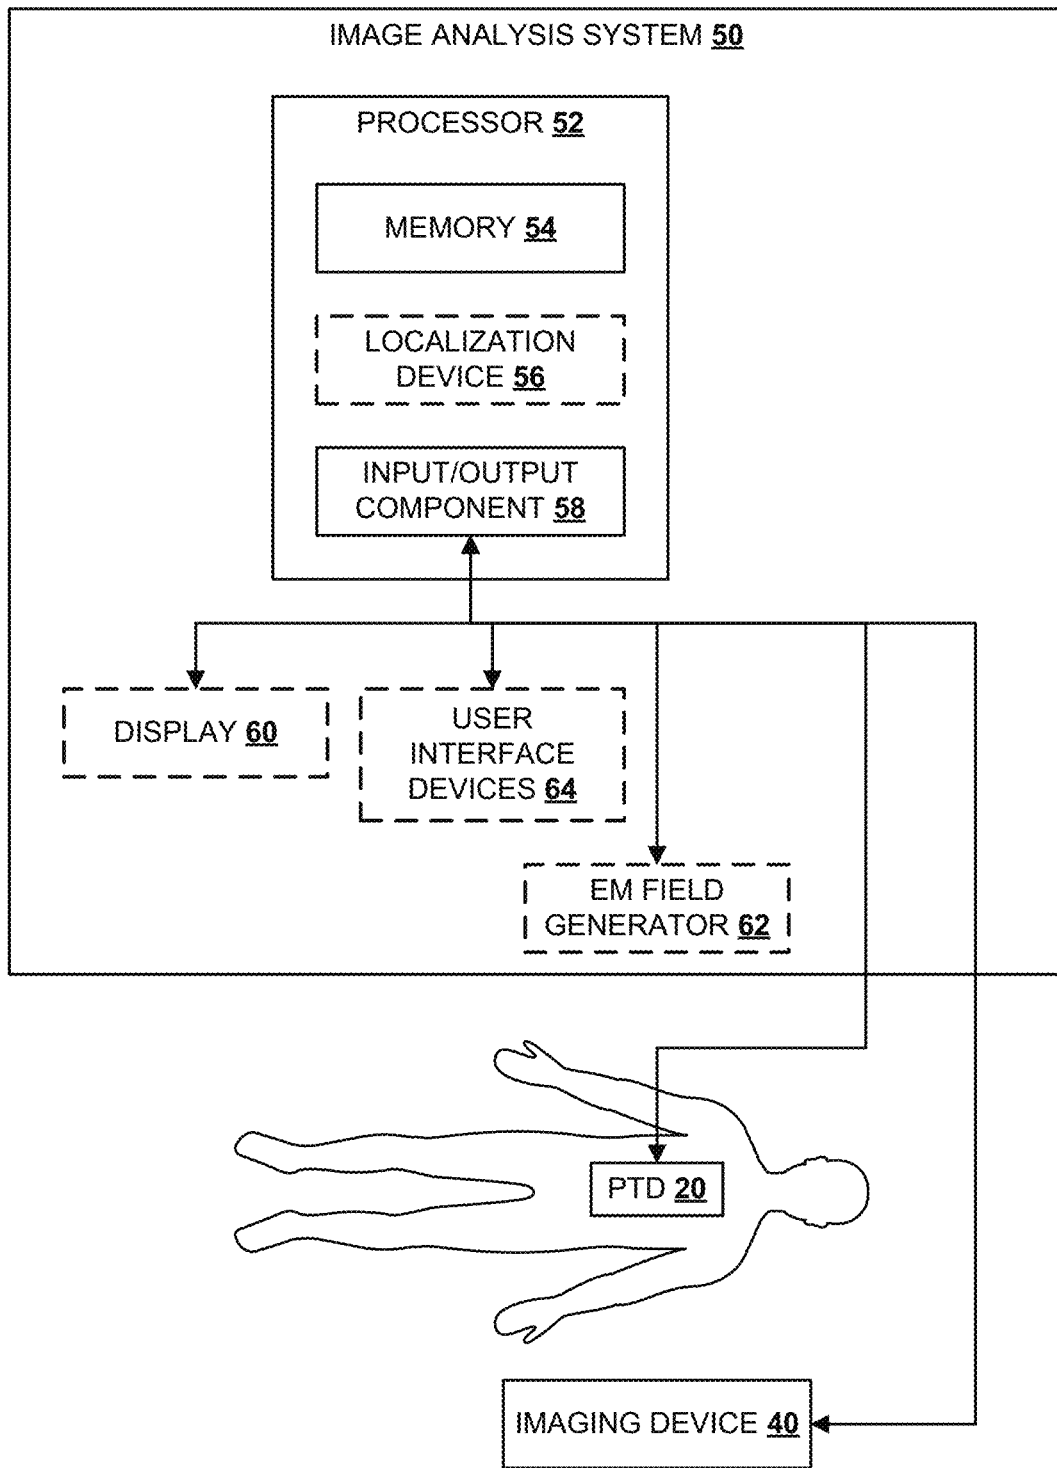 IMAGE ANALYSIS SYSTEM 50
PROCESSOR 52
MEMORY 54
LOCALIZATION
DEVICE 56
INPUT/OUTPUT
COMPONENT 58
DISPLAY 60
USER
INTERFACE
DEVICES 64
EM FIELD
GENERATOR 62
PTD 20
IMAGING DEVICE 40